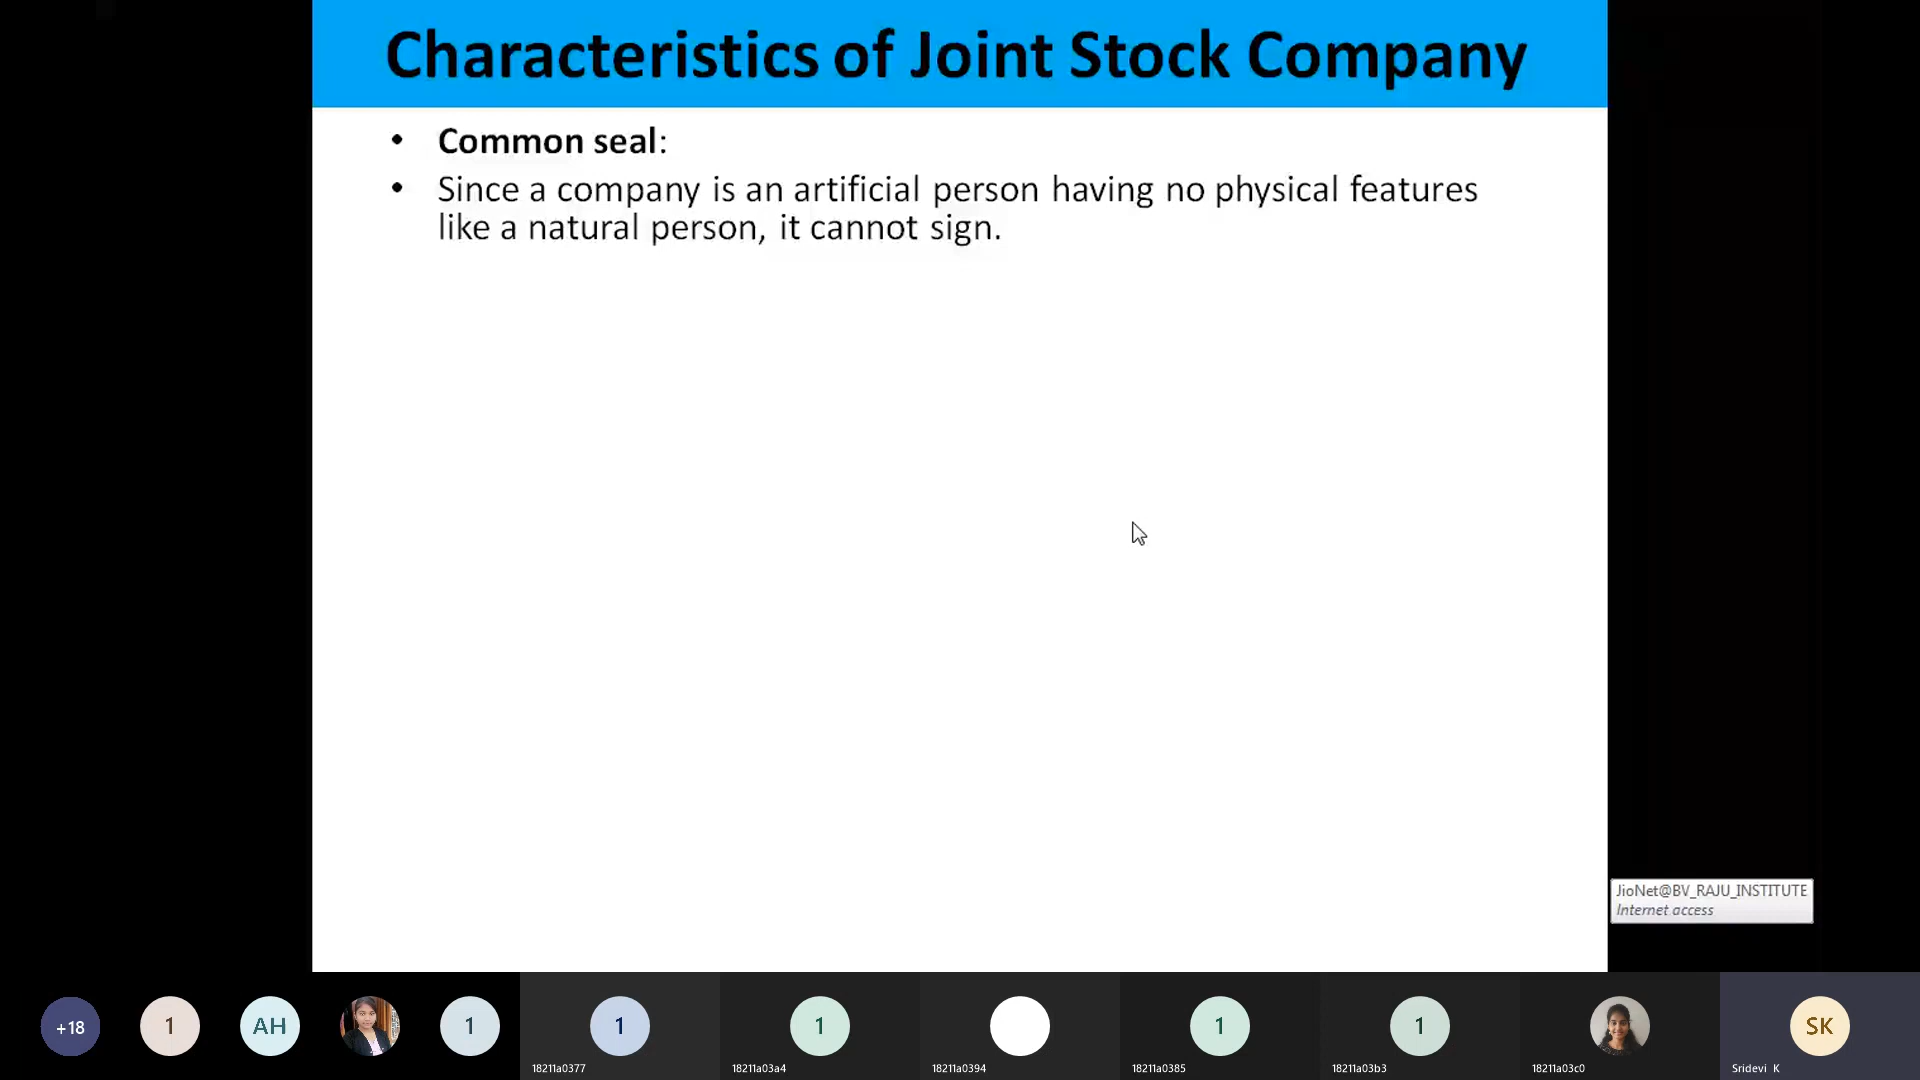 Characteristics of Joint Stock Company
• Common seal:
• Since a company is an artificial person having no physical features
like a natural person, it cannot sign.
JioNet@BV_RAJU_INSTITUTE
Internet access
+18
1
AH
1
1
1
1
1
SK
18211a0377
18211a03a4
18211a0394
18211a0385
18211a03b3
18211a03c0
Sridevi K